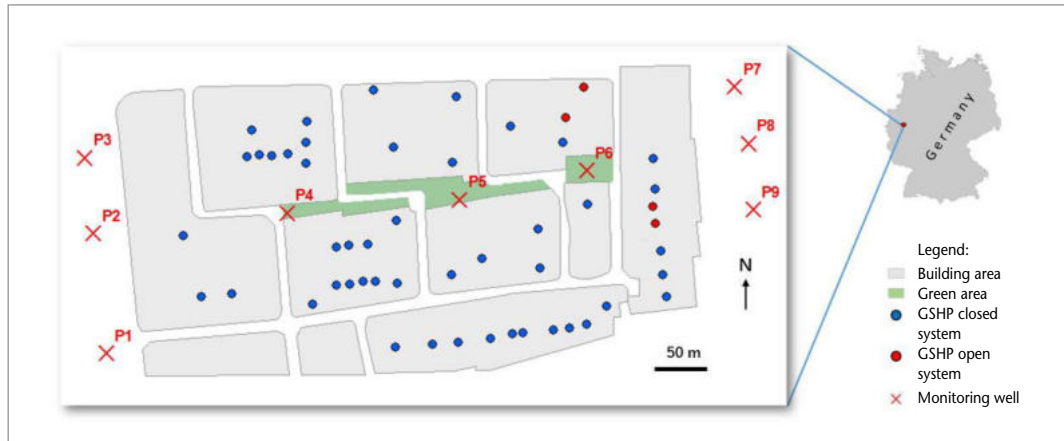 P7
P8
P3
P6
P5
P4
P9
P2
N
P1
50 m
Germany
Legend:
Building area
Green area
GSHP closed
system
GSHP open
system
Monitoring well